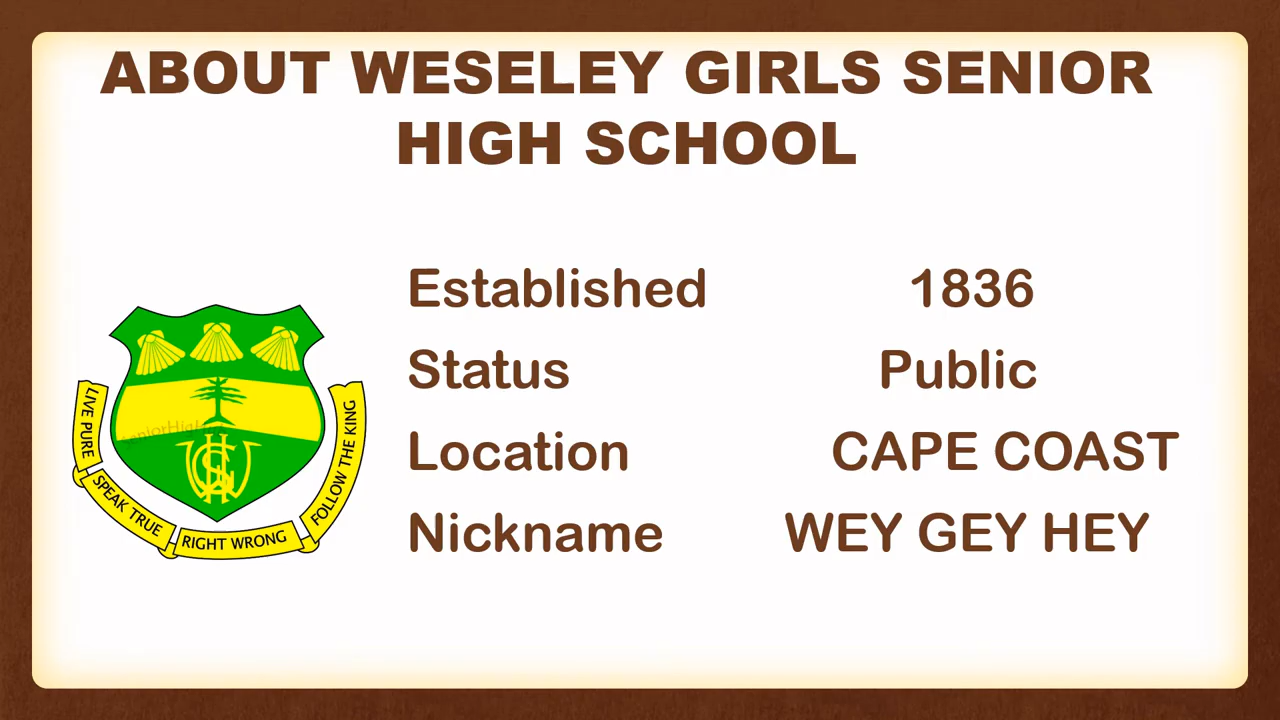 ABOUT WESELEY GIRLS SENIOR
HIGH SCHOOL
Established 1836
Status Public
Location CAPE COAST
Nickname WEY GEY HEY
LIVE PURE
SPEAK TRUE
RIGHT WRONG
FOLLOW THE KING